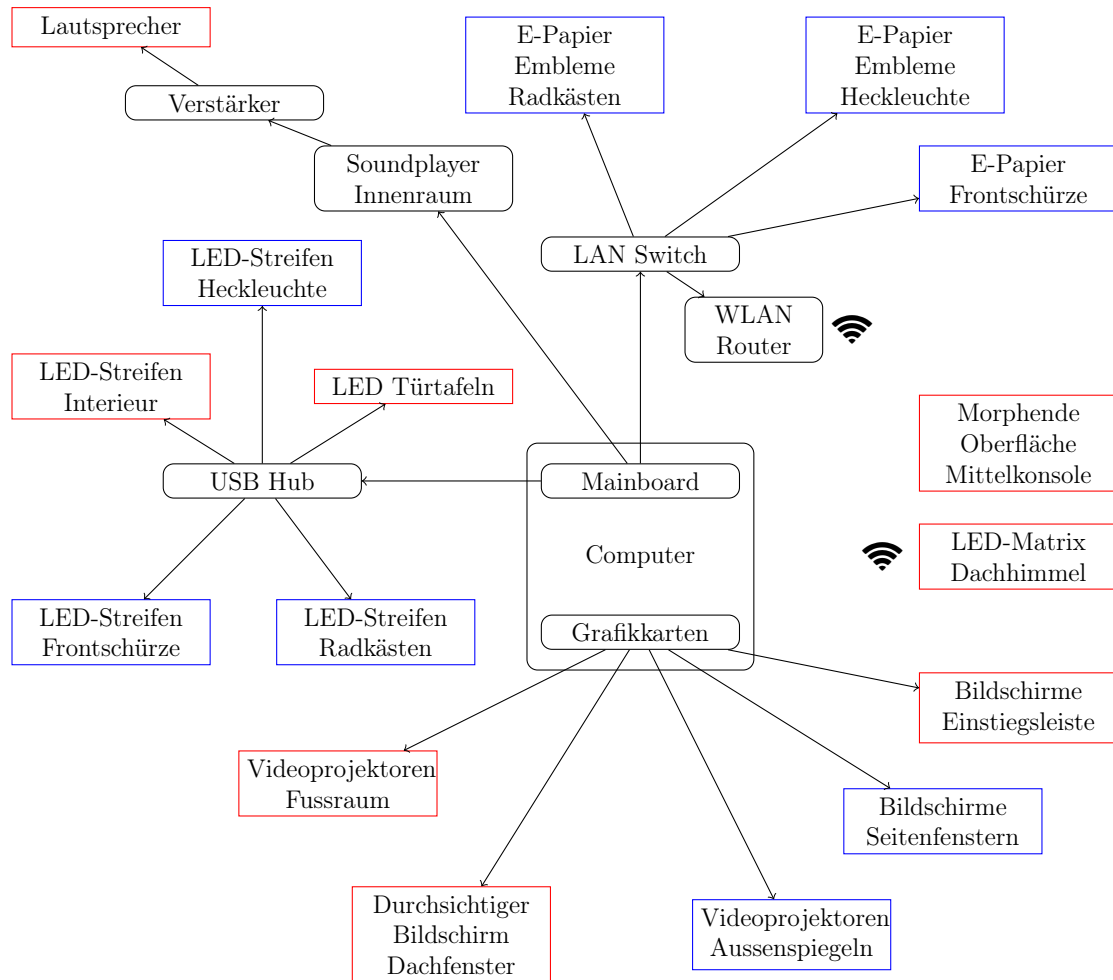 Lautsprecher
E-Papier
Embleme
Radkästen
E-Papier
Embleme
Heckleuchte
Verstärker
Soundplayer
Innenraum
E-Papier
Frontschürze
LED-Streifen
Heckleuchte
LAN Switch
WLAN
Router
LED-Streifen
Interieur
LED Türtafeln
Morphende
Oberfläche
Mittelkonsole
USB Hub
Mainboard
Computer
LED-Matrix
Dachhimmel
LED-Streifen
Frontschürze
LED-Streifen
Radkästen
Grafikkarten
Bildschirme
Einstiegsleiste
Videoprojektoren
Fussraum
Bildschirme
Seitenfenstern
Durchsichtiger
Bildschirm
Dachfenster
Videoprojektoren
Aussenspiegeln